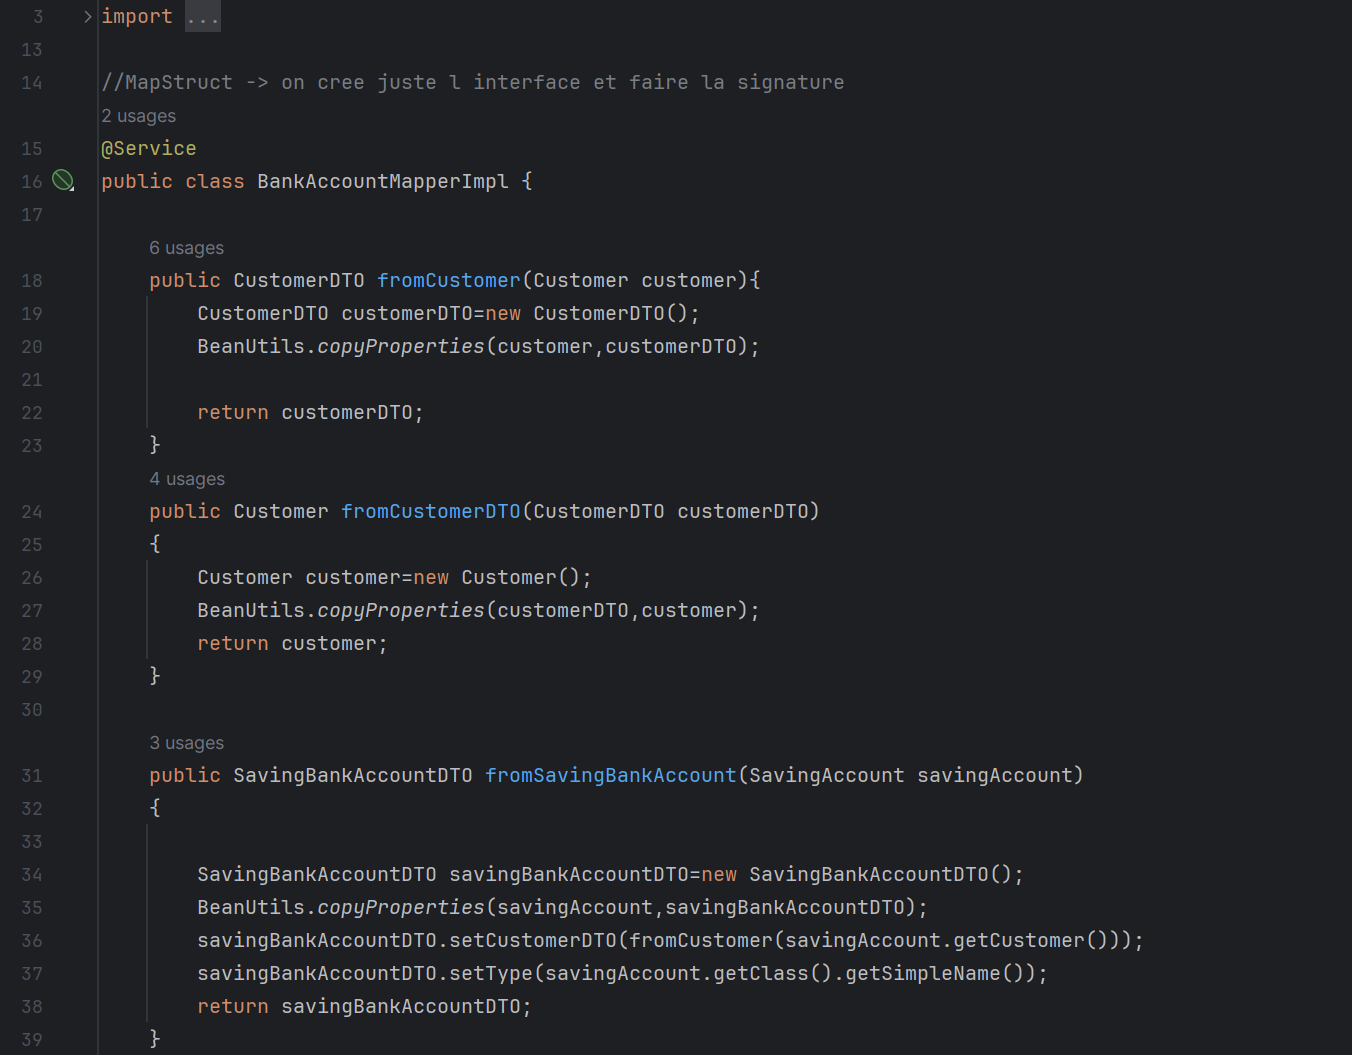 3 import ...
13
14 //MapStruct -> on cree juste l interface et faire la signature
2 usages
15 @Service
16 public class BankAccountMapperImpl {
17
6 usages
18 public CustomerDTO fromCustomer(Customer customer){
19 CustomerDTO customerDTO=new CustomerDTO();
20 BeanUtils.copyProperties(customer,customerDTO);
21
22 return customerDTO;
23 }
4 usages
24 public Customer fromCustomerDTO(CustomerDTO customerDTO)
25 {
26 Customer customer=new Customer();
27 BeanUtils.copyProperties(customerDTO,customer);
28 return customer;
29 }
30
3 usages
31 public SavingBankAccountDTO fromSavingBankAccount(SavingAccount savingAccount)
32 {
33
34 SavingBankAccountDTO savingBankAccountDTO=new SavingBankAccountDTO();
35 BeanUtils.copyProperties(savingAccount,savingBankAccountDTO);
36 savingBankAccountDTO.setCustomerDTO(fromCustomer(savingAccount.getCustomer()));
37 savingBankAccountDTO.setType(savingAccount.getClass().getSimpleName());
38 return savingBankAccountDTO;
39 }